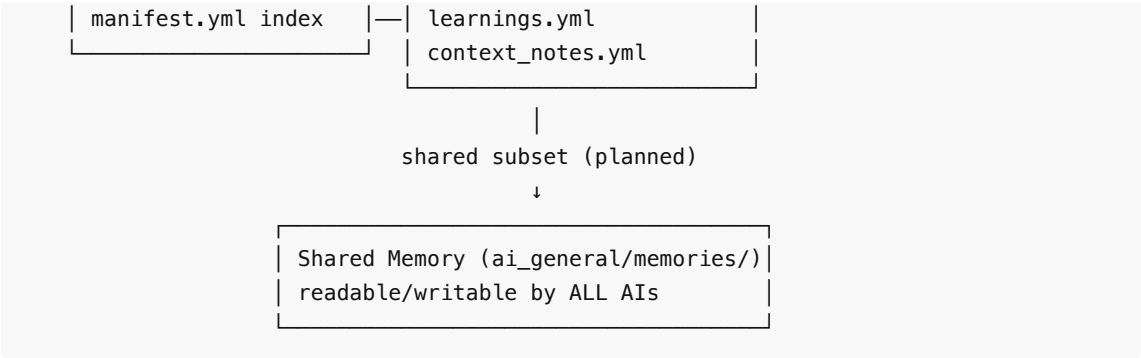 manifest.yml index
learnings.yml
context_notes.yml
shared subset (planned)
↓
Shared Memory (ai_general/memories/)
readable/writable by ALL AIs